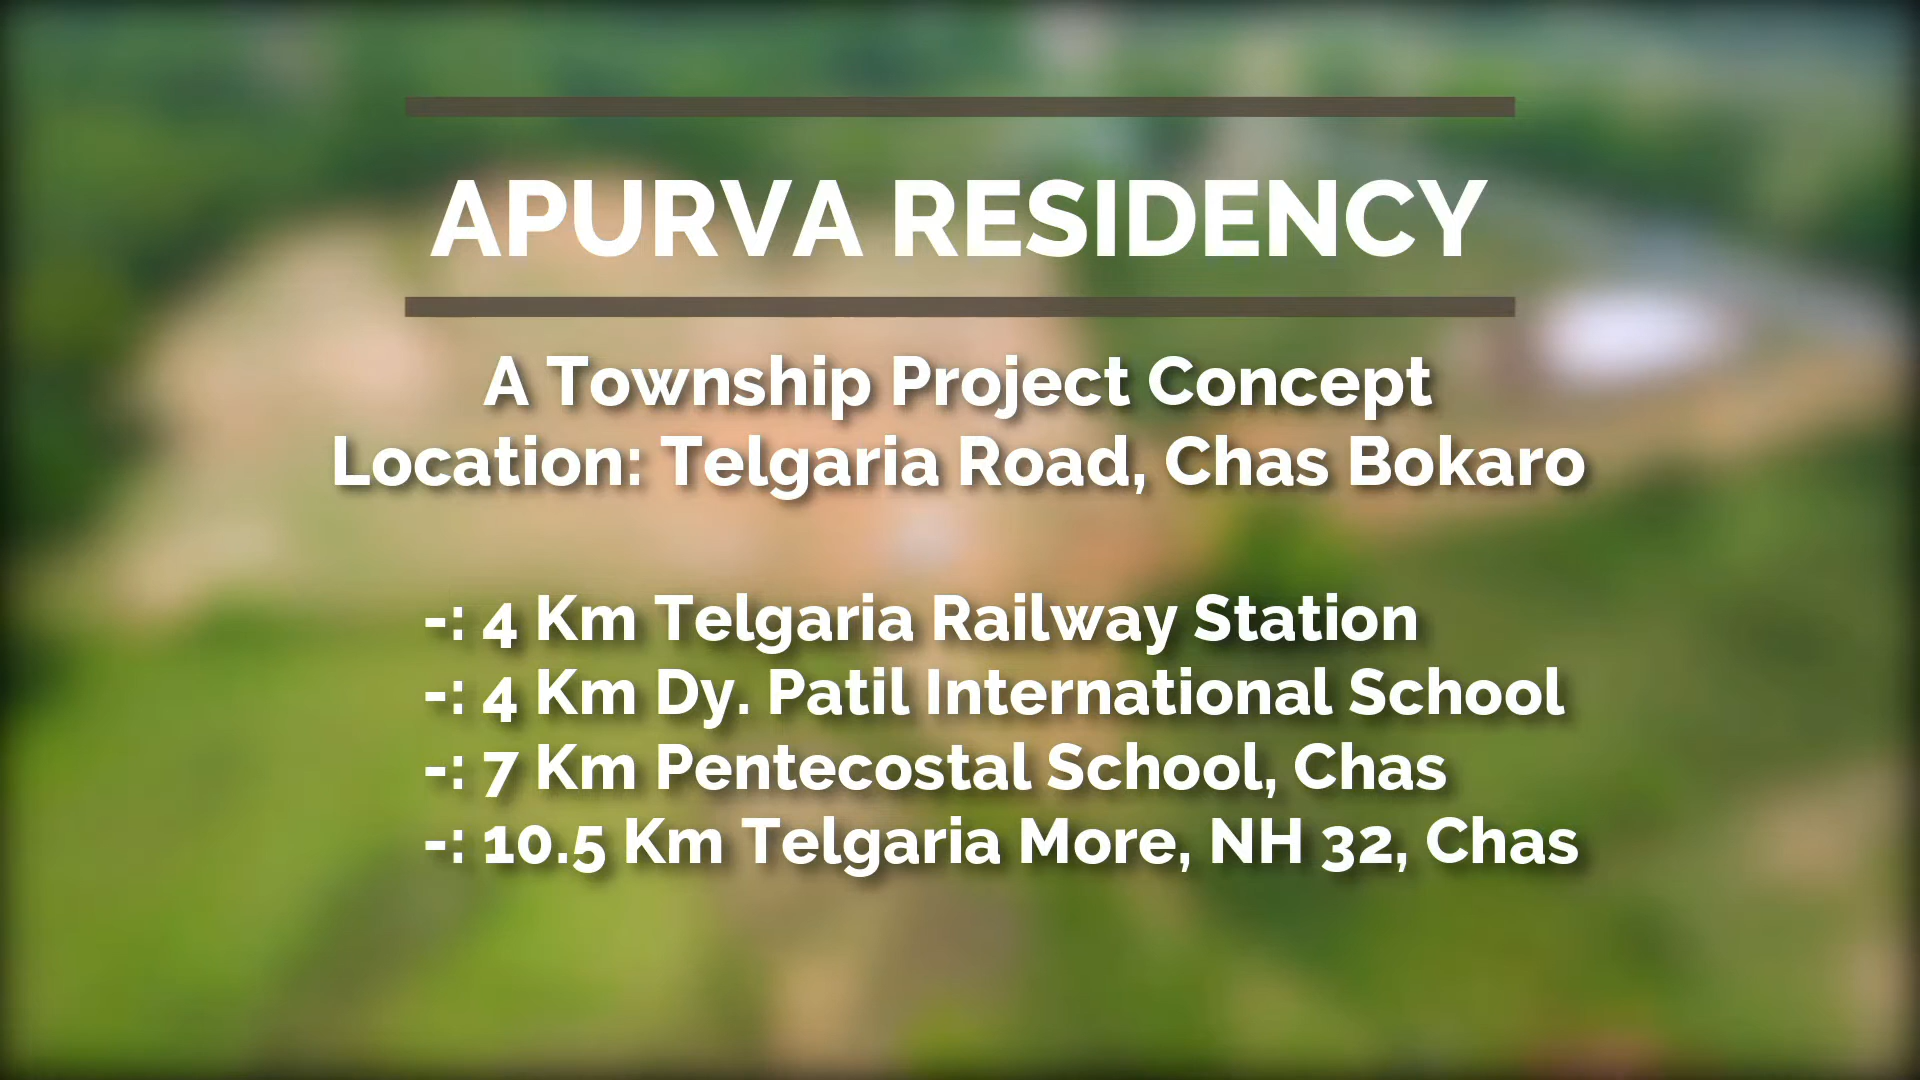 APURVA RESIDENCY
A Township Project Concept
Location: Telgaria Road, Chas Bokaro
-: 4 Km Telgaria Railway Station
-: 4 Km Dy. Patil International School
-: 7 Km Pentecostal School, Chas
-: 10.5 Km Telgaria More, NH 32, Chas